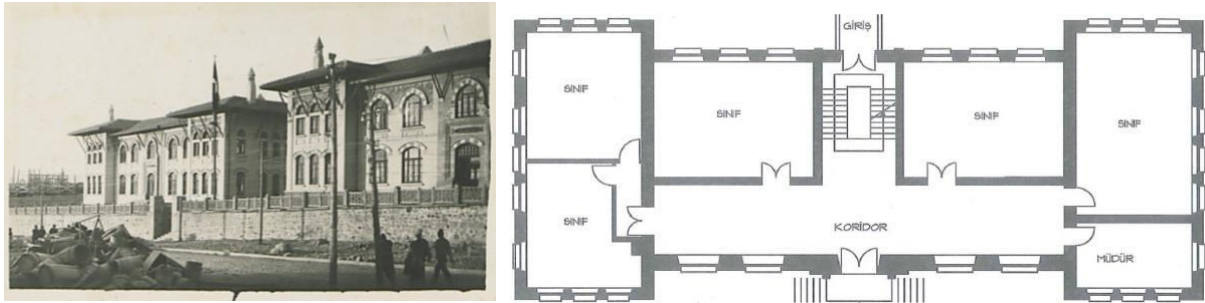 GİRİŞ
SINIF
SINIF
SINIF
SINIF
SINIF
KORİDOR
MÜDÜR